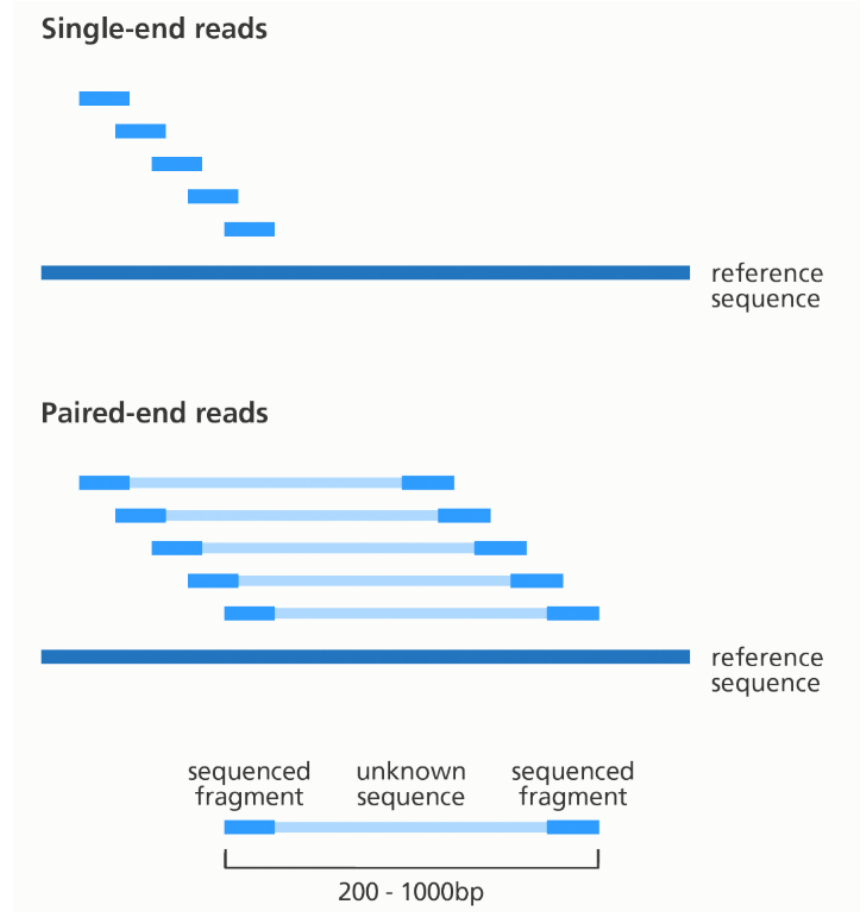 Single-end reads
reference
sequence
Paired-end reads
reference
sequence
sequenced unknown sequenced
fragment sequence fragment
200 - 1000bp